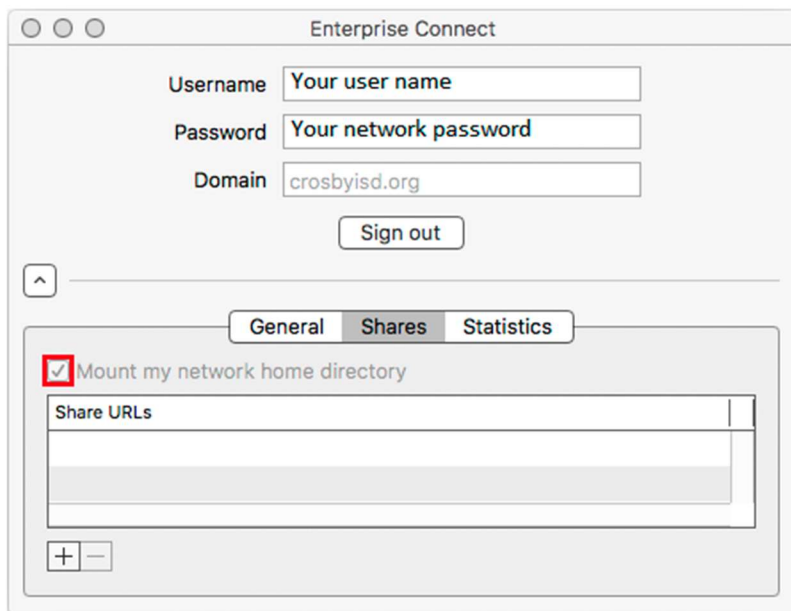 Enterprise Connect
Username Your user name
Password Your network password
Domain crosbyisd.org
Sign out
General Shares Statistics
Mount my network home directory
Share URLs